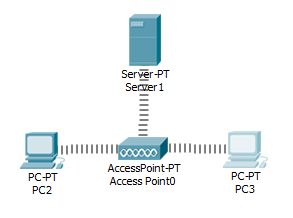 Server-PT
Server1
AccessPoint-PT
Access Point0
PC-PT
PC2
PC-PT
PC3